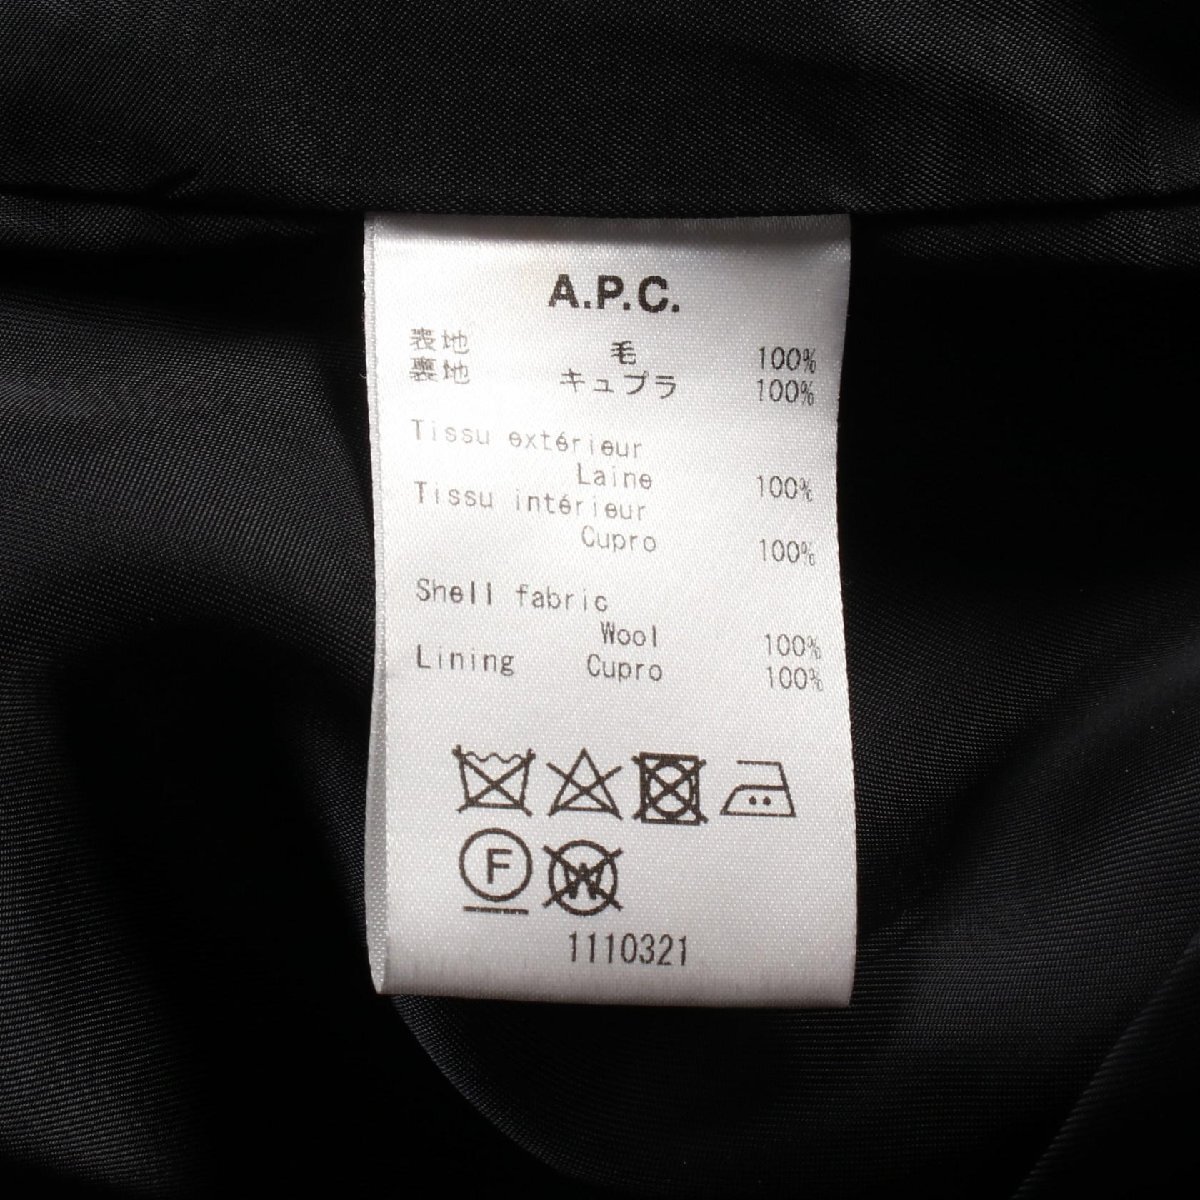 A.P.C.
表地 毛 100%
裏地 キュプラ 100%
Tissu extérieur
Laine 100%
Tissu intérieur
Cupro 100%
Shell fabric
Wool 100%
Lining Cupro 100%
F W
1110321